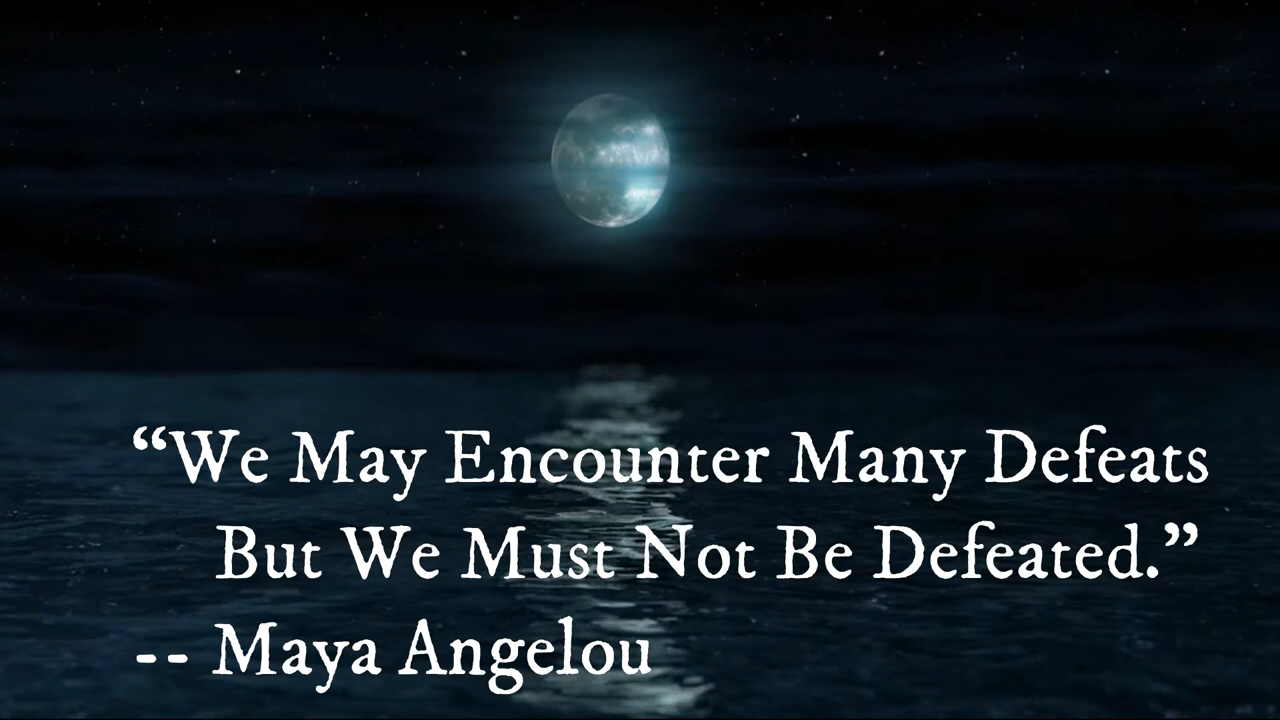 “We May Encounter Many Defeats
But We Must Not Be Defeated.”
-- Maya Angelou